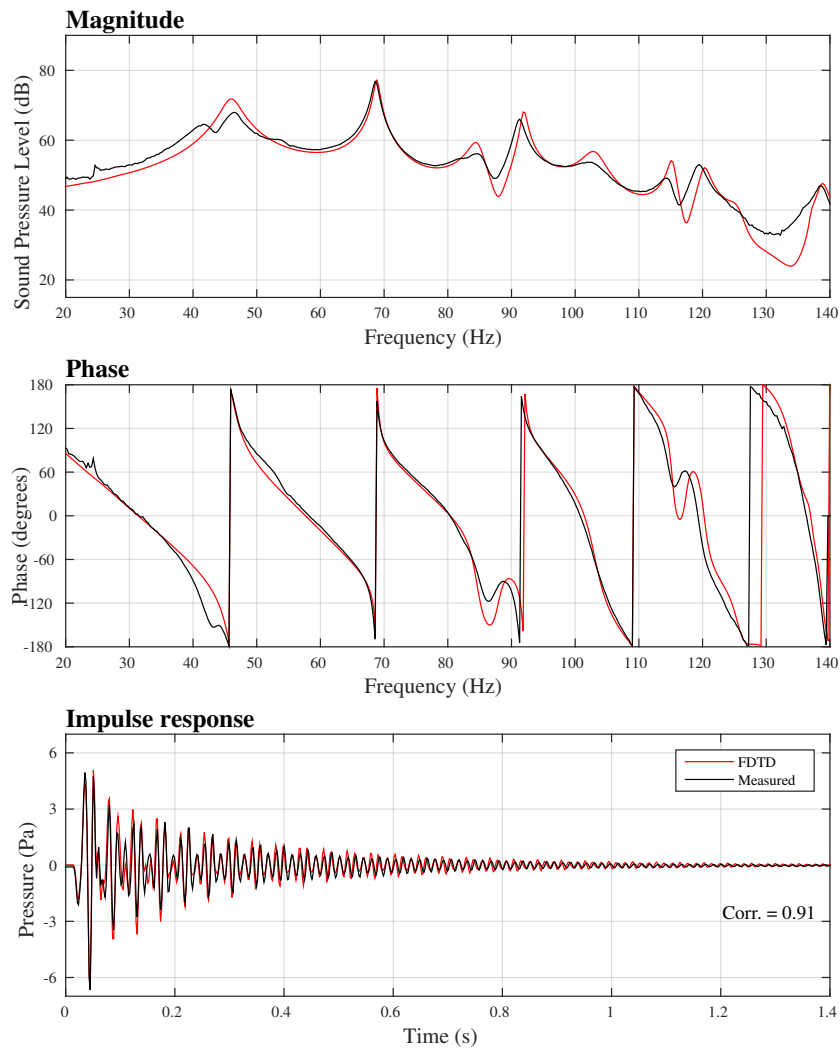 Magnitude
Sound Pressure Level (dB)
80
60
40
20
20 30 40 50 60 70 80 90 100 110 120 130 140
Frequency (Hz)
Phase
Phase (degrees)
180
120
60
0
-60
-120
-180
20 30 40 50 60 70 80 90 100 110 120 130 140
Frequency (Hz)
Impulse response
Pressure (Pa)
6
3
0
-3
-6
FDTD
Measured
Corr. = 0.91
0 0.2 0.4 0.6 0.8 1 1.2 1.4
Time (s)